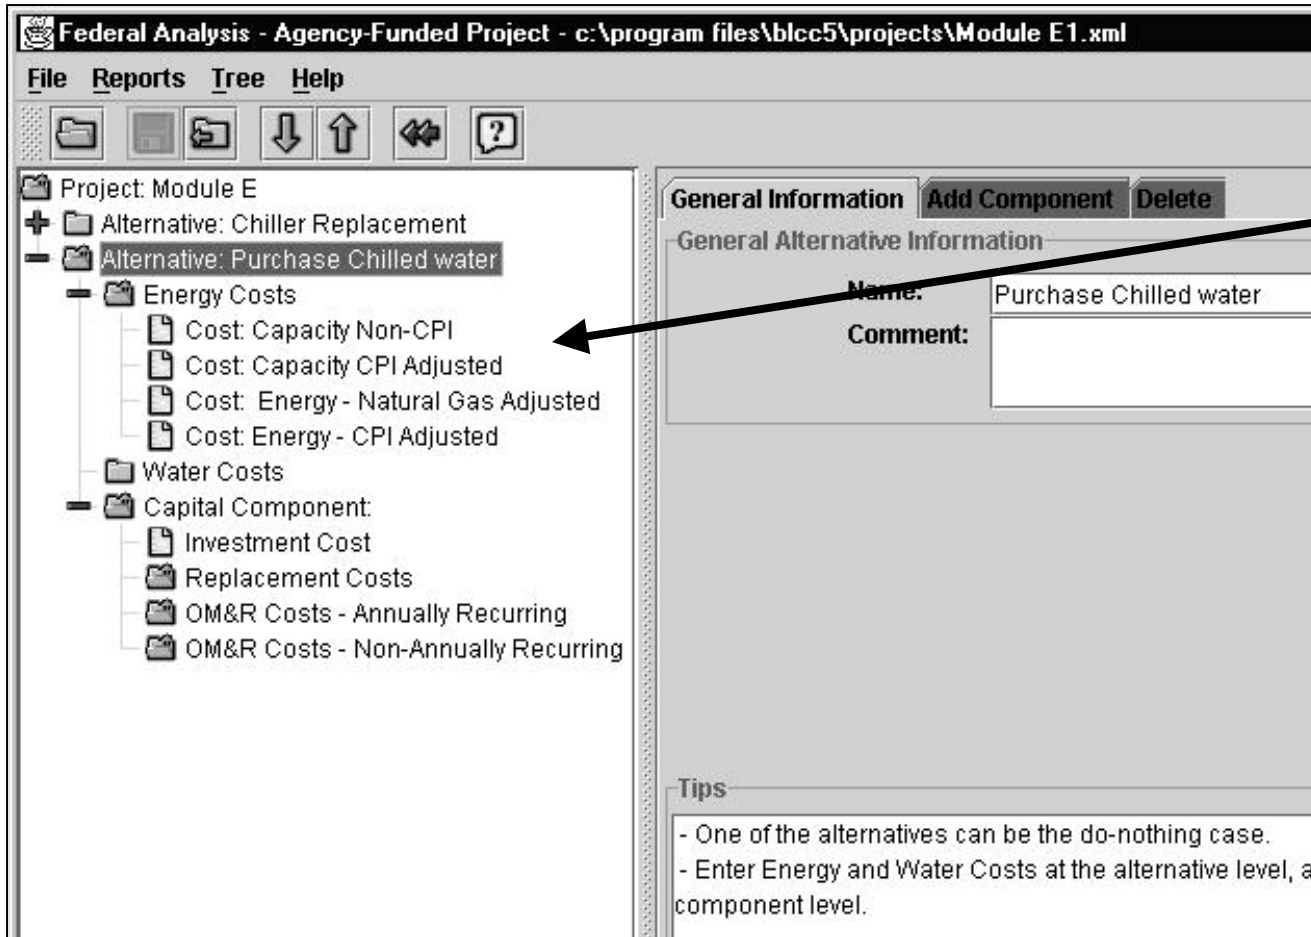 Federal Analysis - Agency-Funded Project - c:\program files\blcc5\projects\Module E1.xml
File Reports Tree Help
?
Project: Module E
Alternative: Chiller Replacement
Alternative: Purchase Chilled water
Energy Costs
Cost: Capacity Non-CPI
Cost: Capacity CPI Adjusted
Cost: Energy - Natural Gas Adjusted
Cost: Energy - CPI Adjusted
Water Costs
Capital Component:
Investment Cost
Replacement Costs
OM&R Costs - Annually Recurring
OM&R Costs - Non-Annually Recurring
General Information Add Component Delete
General Alternative Information
Name: Purchase Chilled water
Comment:
Tips
- One of the alternatives can be the do-nothing case.
- Enter Energy and Water Costs at the alternative level, a
component level.